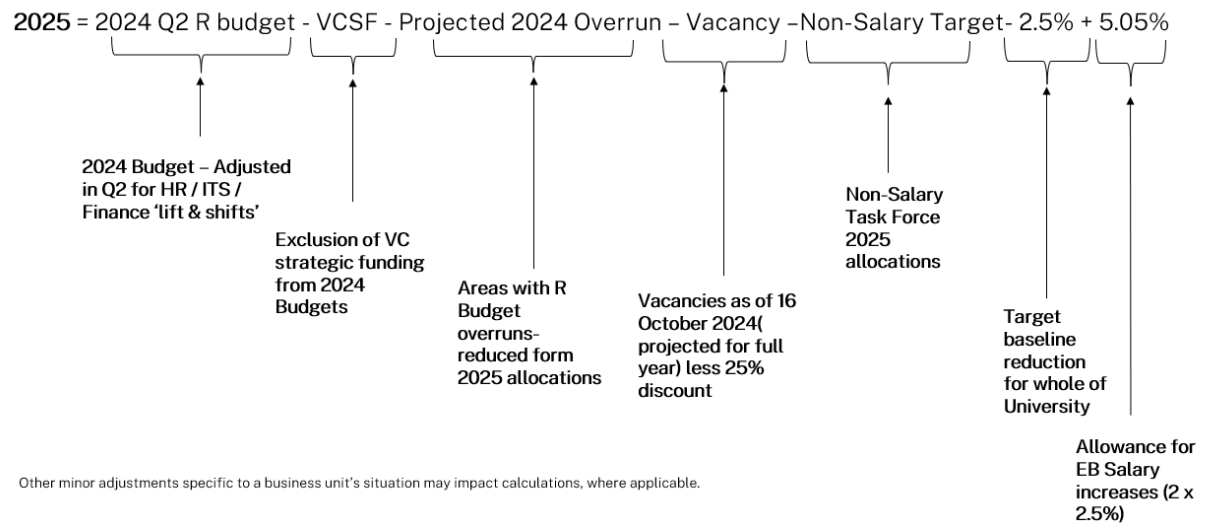 2025 = 2024 Q2 R budget - VCSF - Projected 2024 Overrun – Vacancy –Non-Salary Target- 2.5% + 5.05%
2024 Budget – Adjusted
in Q2 for HR / ITS /
Finance ‘lift & shifts’
Exclusion of VC
strategic funding
from 2024
Budgets
Areas with R
Budget
overruns-
reduced form
2025 allocations
Vacancies as of 16
October 2024(
projected for full
year) less 25%
discount
Non-Salary
Task Force
2025
allocations
Target
baseline
reduction
for whole of
University
Allowance for
EB Salary
increases (2 x
2.5%)
Other minor adjustments specific to a business unit’s situation may impact calculations, where applicable.